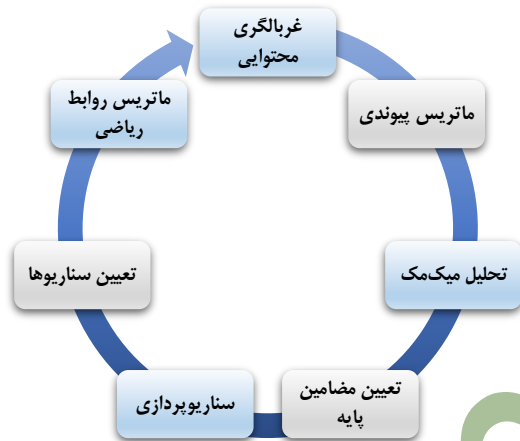 غربالگری
محتوایی
ماتریس پیوندی
تحلیل میک‌مک
تعیین مضامین
پایه
سناریوپردازی
تعیین سناریوها
ماتریس روابط
ریاضی